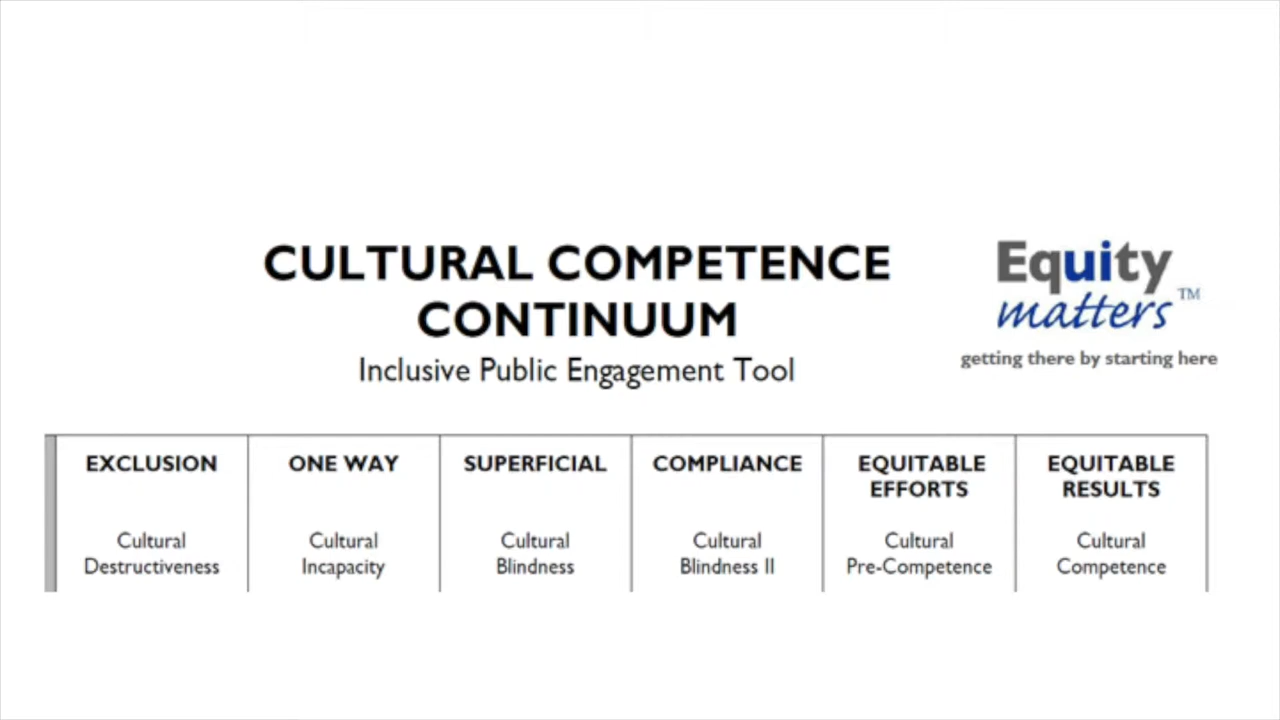 CULTURAL COMPETENCE
CONTINUUM
Inclusive Public Engagement Tool
Equity
matters™
getting there by starting here
EXCLUSION
Cultural
Destructiveness
ONE WAY
Cultural
Incapacity
SUPERFICIAL
Cultural
Blindness
COMPLIANCE
Cultural
Blindness II
EQUITABLE
EFFORTS
Cultural
Pre-Competence
EQUITABLE
RESULTS
Cultural
Competence